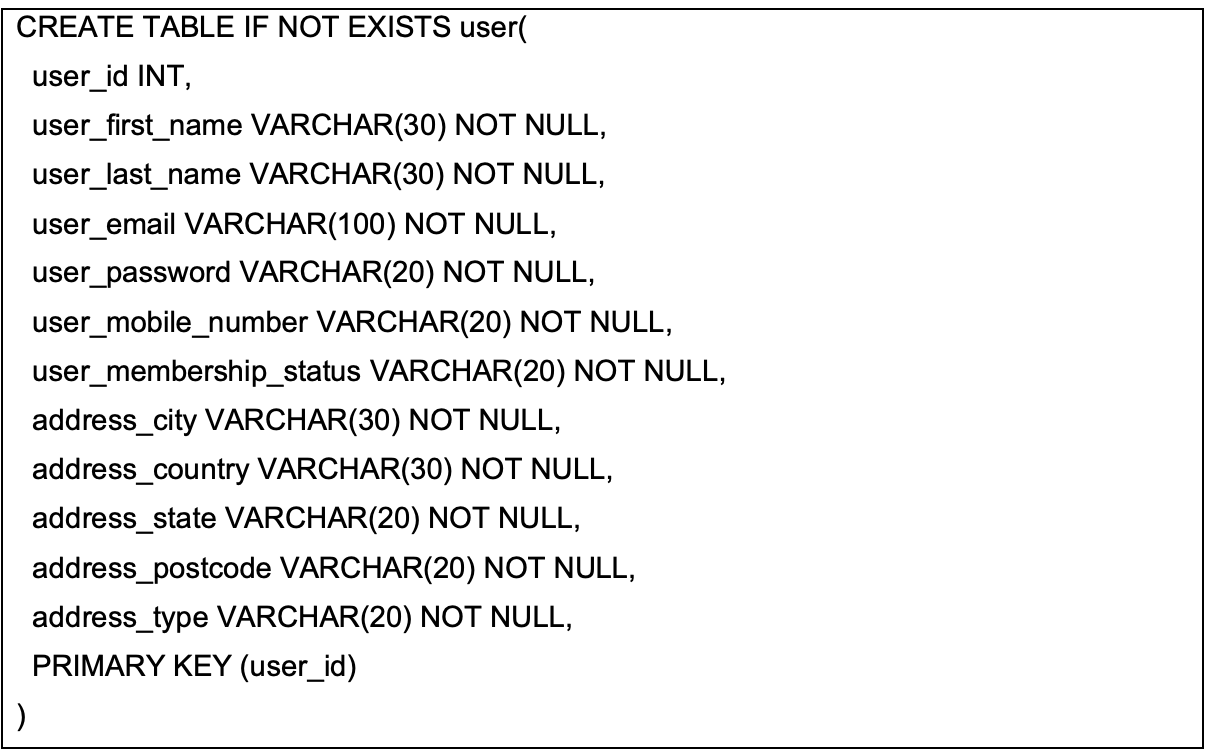 CREATE TABLE IF NOT EXISTS user(
user_id INT,
user_first_name VARCHAR(30) NOT NULL,
user_last_name VARCHAR(30) NOT NULL,
user_email VARCHAR(100) NOT NULL,
user_password VARCHAR(20) NOT NULL,
user_mobile_number VARCHAR(20) NOT NULL,
user_membership_status VARCHAR(20) NOT NULL,
address_city VARCHAR(30) NOT NULL,
address_country VARCHAR(30) NOT NULL,
address_state VARCHAR(20) NOT NULL,
address_postcode VARCHAR(20) NOT NULL,
address_type VARCHAR(20) NOT NULL,
PRIMARY KEY (user_id)
)